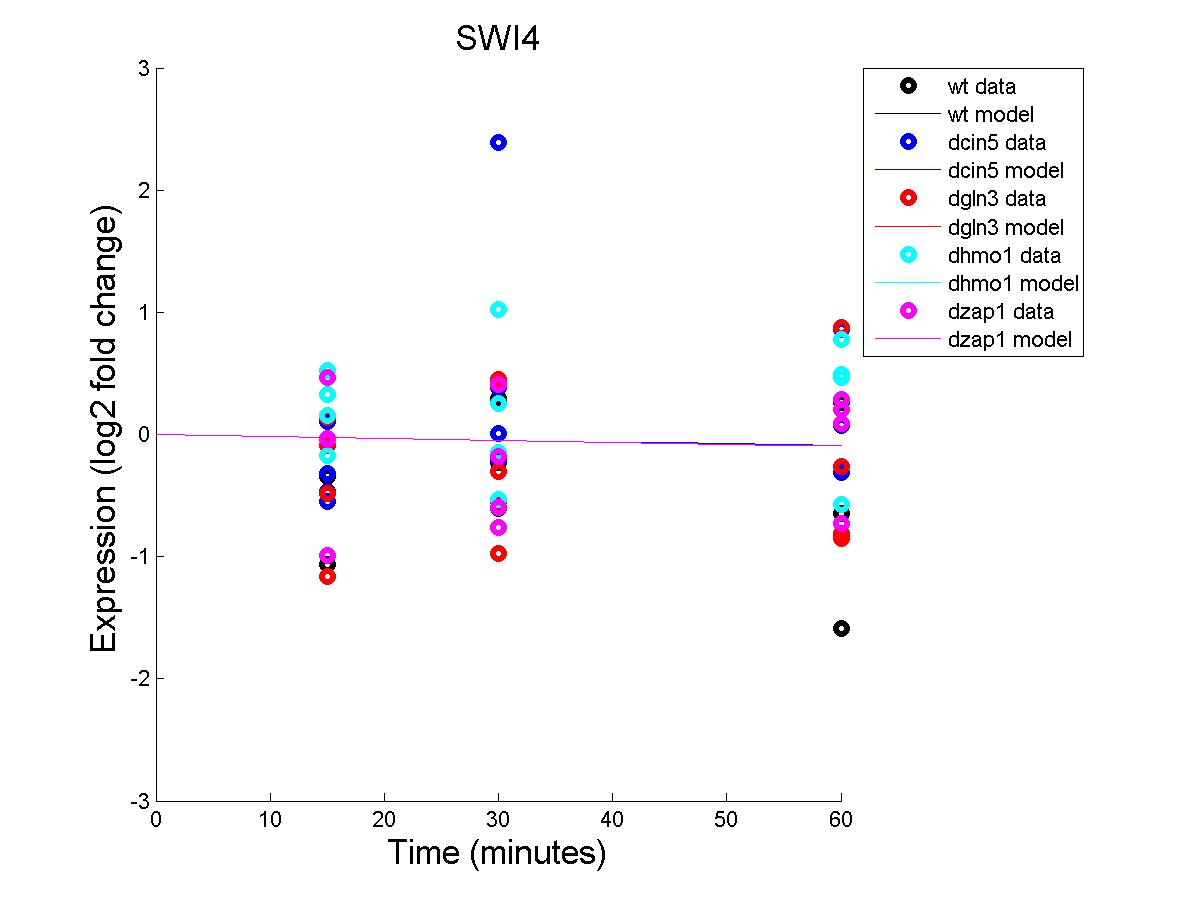 SWI4
3
2
1
0
-1
-2
-3
0 10 20 30 40 50 60
Time (minutes)
Expression (log2 fold change)
wt data
wt model
dcin5 data
dcin5 model
dgln3 data
dgln3 model
dhmo1 data
dhmo1 model
dzap1 data
dzap1 model